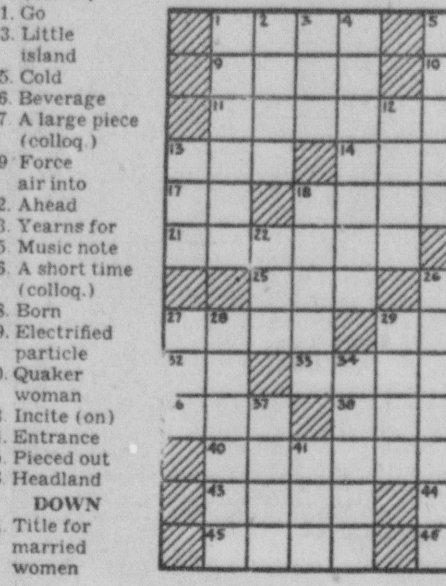 1. Go
3. Little
island
5. Cold
6. Beverage
7. A large piece
(colloq.)
9 Force
air into
2. Ahead
3. Yearns for
5. Music note
6. A short time
(colloq.)
8. Born
9. Electrified
particle
0. Quaker
woman
. Incite (on)
. Entrance
. Pieced out
. Headland
DOWN
. Title for
married
women
1 2 3 4 5
9 10
11 12
13 14
17 18
21 22
25 26
27 28 29
32 33 34
6 37 38
40 41
43 44
45 46